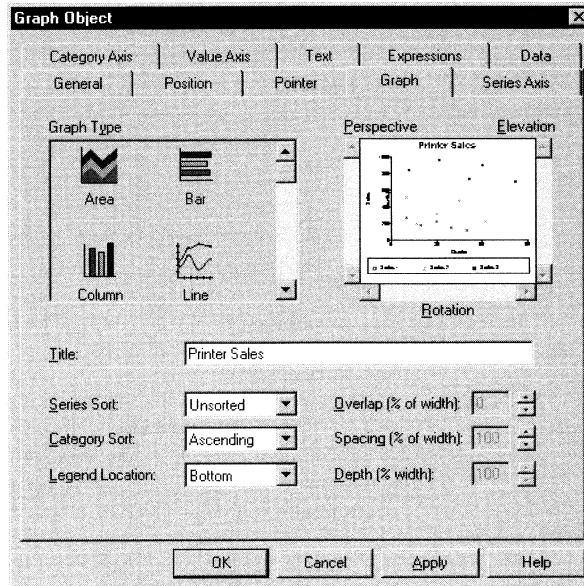 Graph Object
Category Axis Value Axis Text Expressions Data
General Position Pointer Graph Series Axis
Graph Type
Perspective Elevation
Printer Sales
Area Bar
Column Line
Rotation
Title: Printer Sales
Series Sort: Unsorted Overlap (% of width): 0
Category Sort: Ascending Spacing (% of width): 100
Legend Location: Bottom Depth (% width): 100
OK Cancel Apply Help